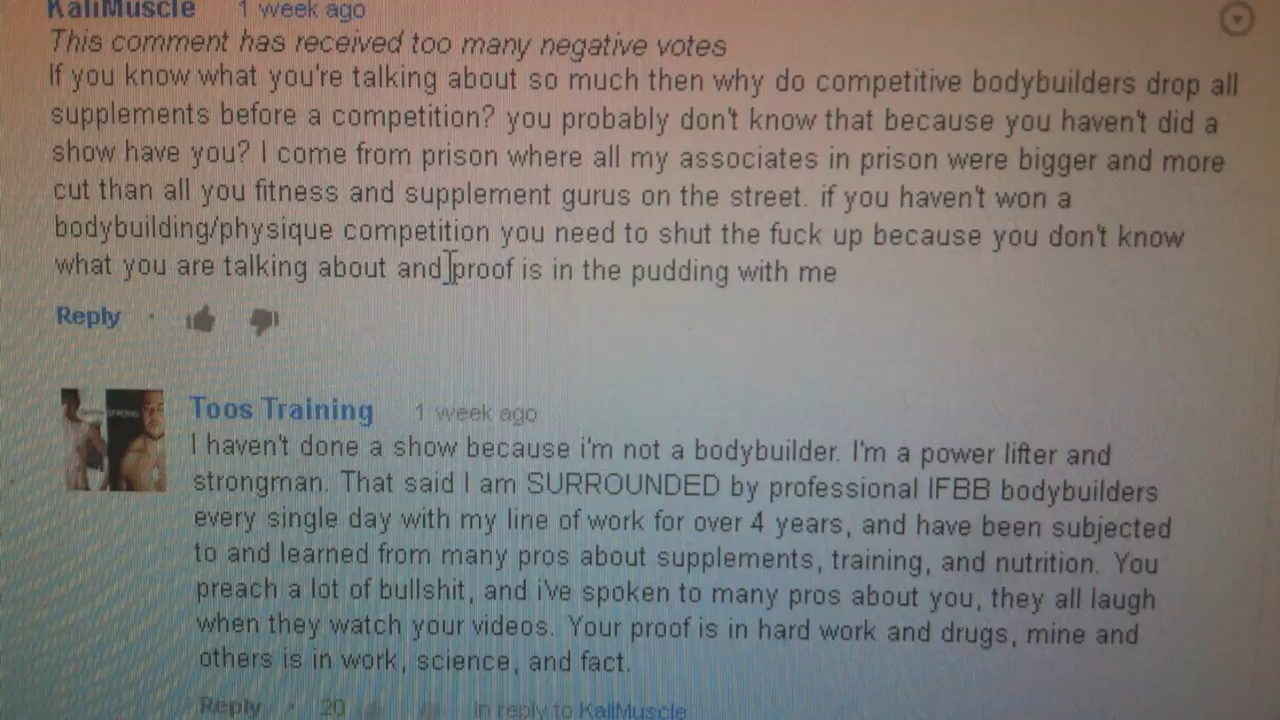 KaliMuscle 1 week ago
This comment has received too many negative votes
If you know what you're talking about so much then why do competitive bodybuilders drop all
supplements before a competition? you probably don't know that because you haven't did a
show have you? I come from prison where all my associates in prison were bigger and more
cut than all you fitness and supplement gurus on the street. if you haven't won a
bodybuilding/physique competition you need to shut the fuck up because you don't know
what you are talking about and proof is in the pudding with me
Reply
Toos Training 1 week ago
I haven't done a show because i'm not a bodybuilder. I'm a power lifter and
strongman. That said I am SURROUNDED by professional IFBB bodybuilders
every single day with my line of work for over 4 years, and have been subjected
to and learned from many pros about supplements, training, and nutrition. You
preach a lot of bullshit, and i've spoken to many pros about you, they all laugh
when they watch your videos. Your proof is in hard work and drugs, mine and
others is in work, science, and fact.
Reply 20 In reply to KaliMuscle